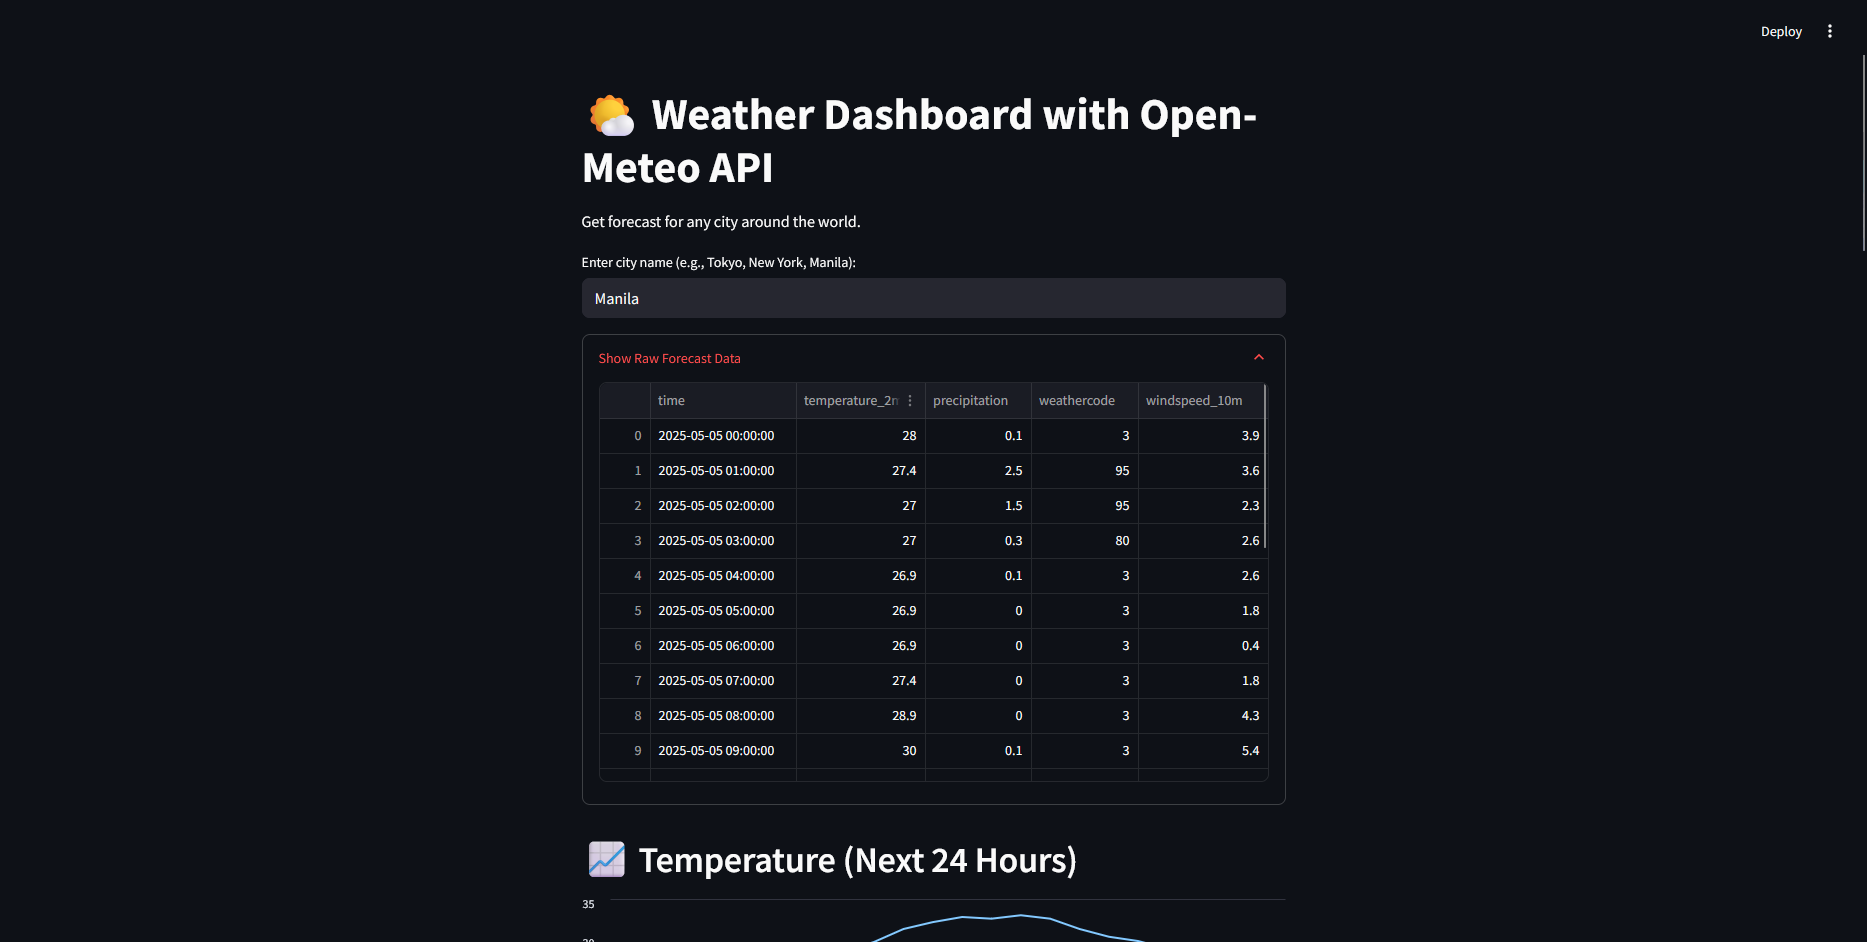 Deploy
Weather Dashboard with Open-
Meteo API
Get forecast for any city around the world.
Enter city name (e.g., Tokyo, New York, Manila):
Manila
Show Raw Forecast Data
time temperature_2m precipitation weathercode windspeed_10m
0 2025-05-05 00:00:00 28 0.1 3 3.9
1 2025-05-05 01:00:00 27.4 2.5 95 3.6
2 2025-05-05 02:00:00 27 1.5 95 2.3
3 2025-05-05 03:00:00 27 0.3 80 2.6
4 2025-05-05 04:00:00 26.9 0.1 3 2.6
5 2025-05-05 05:00:00 26.9 0 3 1.8
6 2025-05-05 06:00:00 26.9 0 3 0.4
7 2025-05-05 07:00:00 27.4 0 3 1.8
8 2025-05-05 08:00:00 28.9 0 3 4.3
9 2025-05-05 09:00:00 30 0.1 3 5.4
Temperature (Next 24 Hours)
35